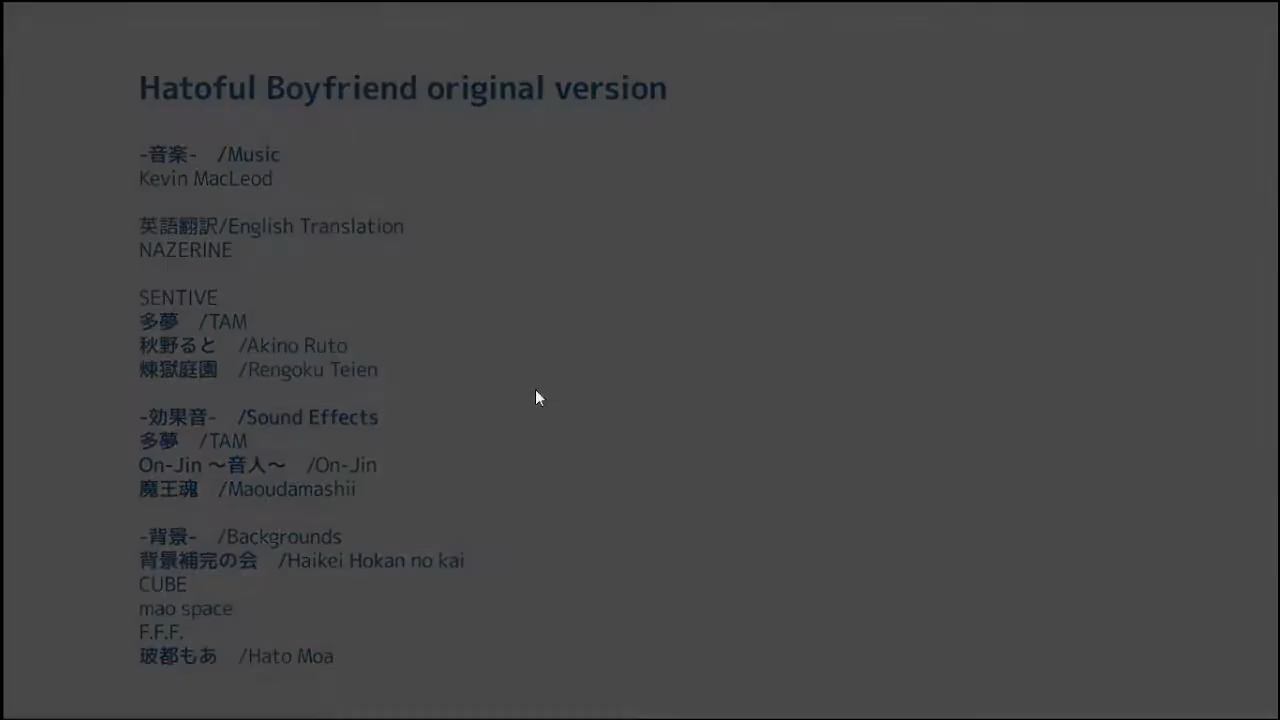 Hatoful Boyfriend original version
-音楽- /Music
Kevin MacLeod
英語翻訳/English Translation
NAZERINE
SENTIVE
多夢 /TAM
秋野ると /Akino Ruto
煉獄庭園 /Rengoku Teien
-効果音- /Sound Effects
多夢 /TAM
On-Jin ～音人～ /On-Jin
魔王魂 /Maoudamashii
-背景- /Backgrounds
背景補完の会 /Haikei Hokan no kai
CUBE
mao space
F.F.F.
玻都もあ /Hato Moa